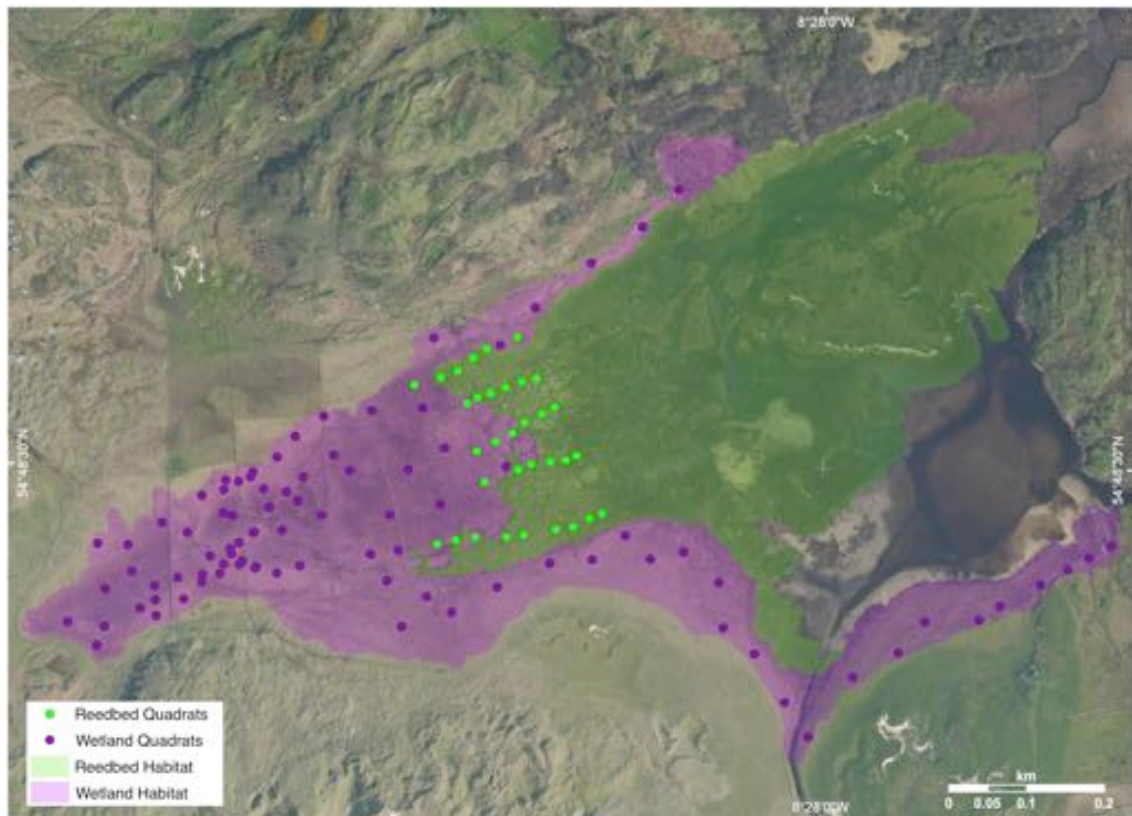 8°28'0"W
54°48'30"N
54°48'30"N
Reedbed Quadrats
Wetland Quadrats
Reedbed Habitat
Wetland Habitat
km
0 0.05 0.1 0.2
8°28'0"W